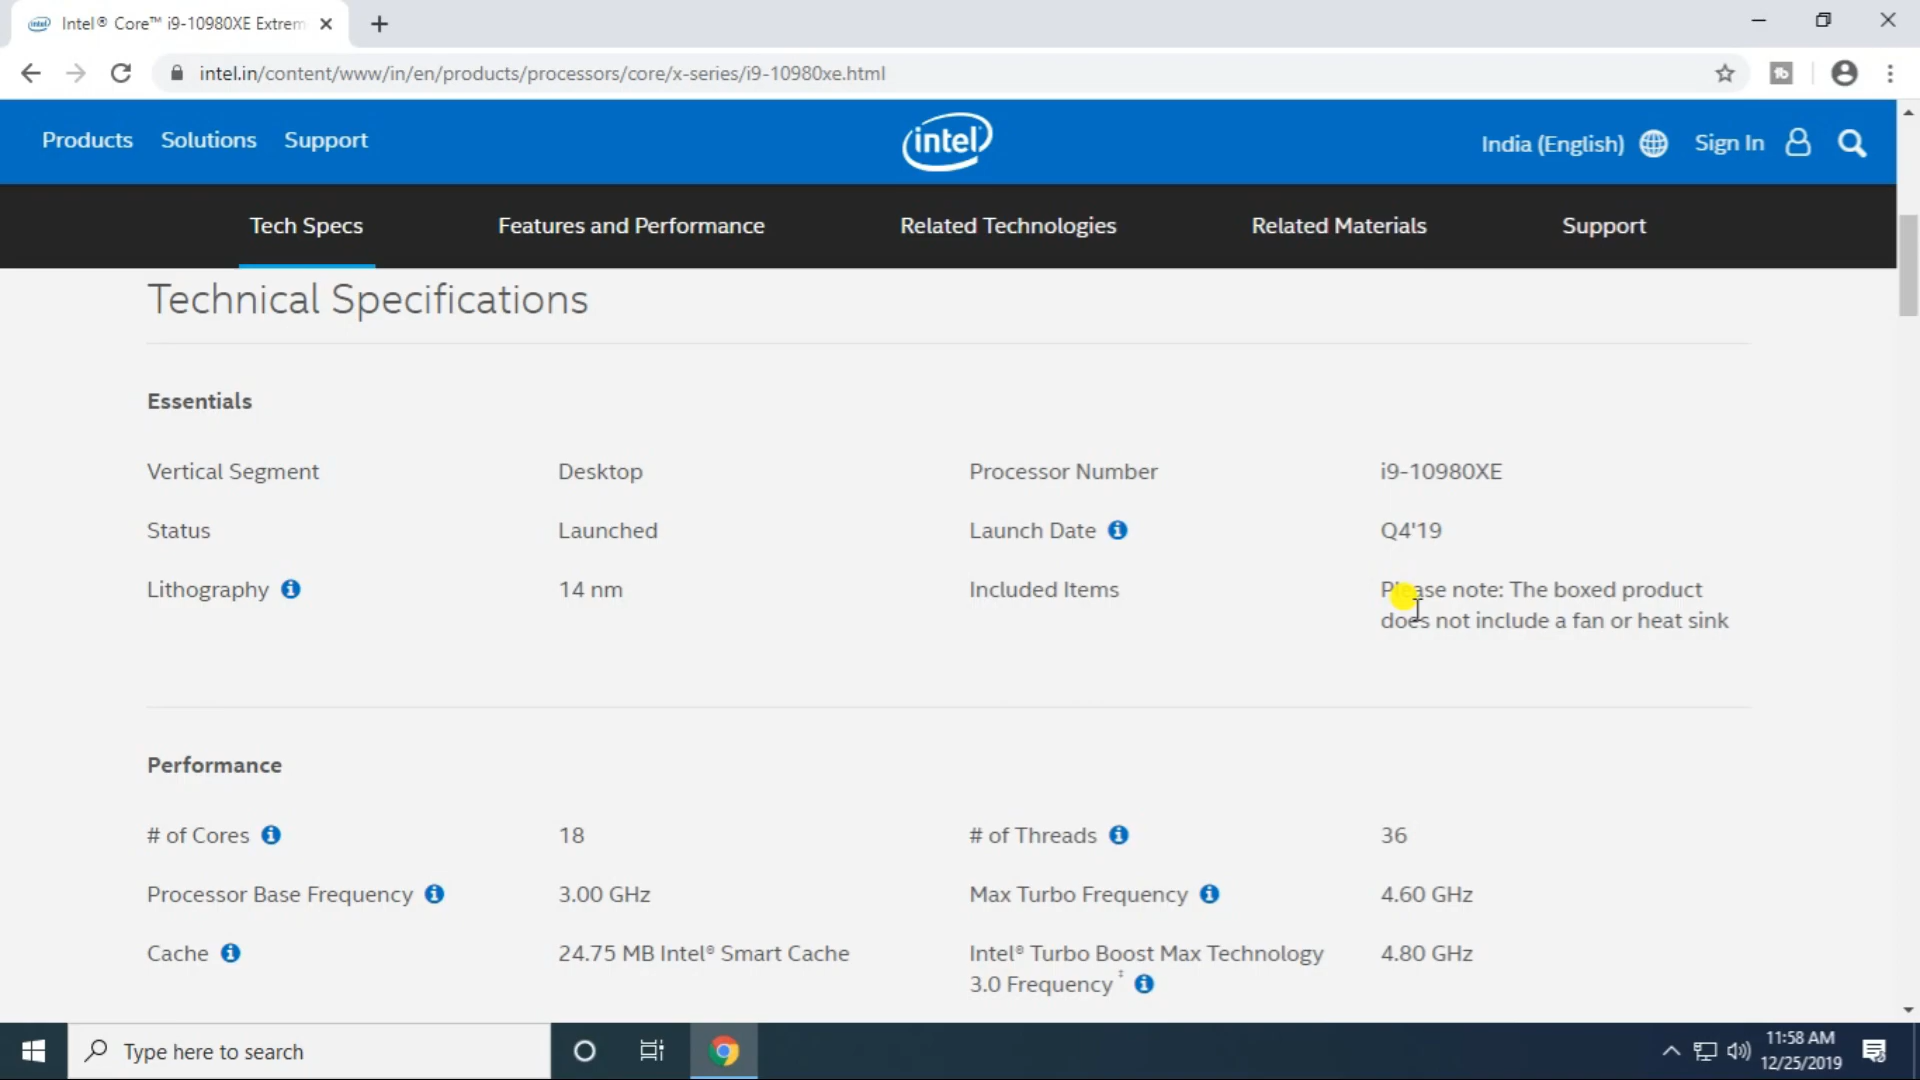 Intel® Core™ i9-10980XE Extrem
intel.in/content/www/in/en/products/processors/core/x-series/i9-10980xe.html
Products Solutions Support
intel
India (English) Sign In
Tech Specs Features and Performance Related Technologies Related Materials Support
Technical Specifications
Essentials
Vertical Segment Desktop Processor Number i9-10980XE
Status Launched Launch Date Q4'19
Lithography 14 nm Included Items Please note: The boxed product
does not include a fan or heat sink
Performance
# of Cores 18 # of Threads 36
Processor Base Frequency 3.00 GHz Max Turbo Frequency 4.60 GHz
Cache 24.75 MB Intel® Smart Cache Intel® Turbo Boost Max Technology 4.80 GHz
3.0 Frequency ‡
Type here to search
11:58 AM
12/25/2019